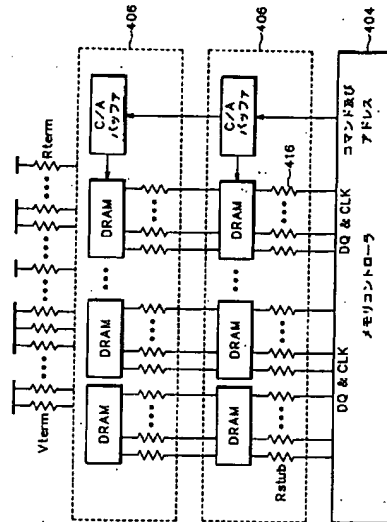 Vterm
Rterm
406
DRAM
DRAM
DRAM
C/A
バッファ
406
DRAM
DRAM
DRAM
C/A
バッファ
Rstub
416
DQ & CLK
DQ & CLK
コマンド及び
アドレス
メモリコントローラ
404